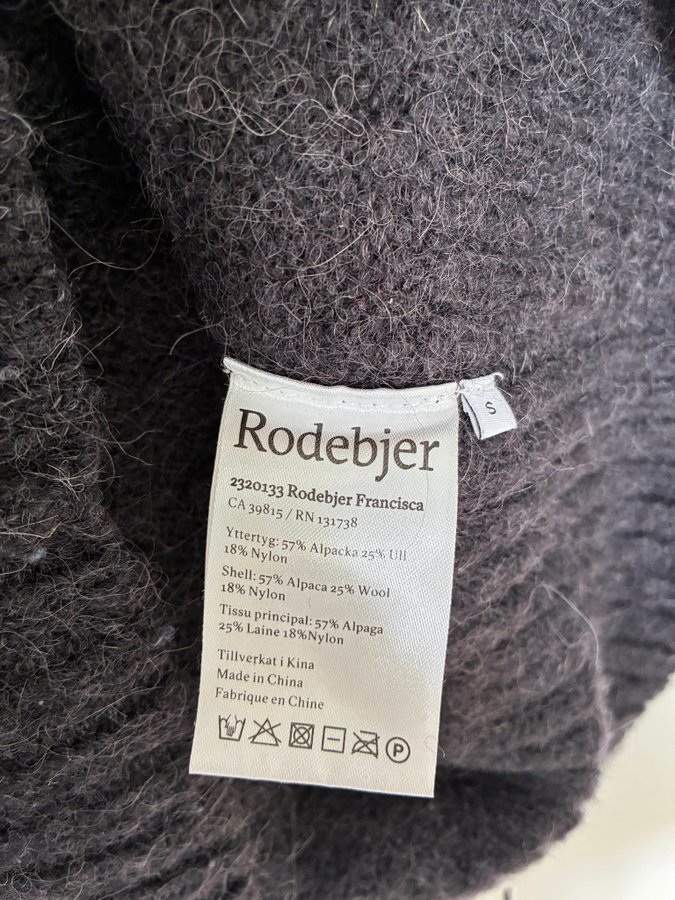 Rodebjer
S
2320133 Rodebjer Francisca
CA 39815 / RN 131738
Yttertyg: 57% Alpacka 25% Ull
18% Nylon
Shell: 57% Alpaca 25% Wool
18% Nylon
Tissu principal: 57% Alpaga
25% Laine 18%Nylon
Tillverkat i Kina
Made in China
Fabrique en Chine
P